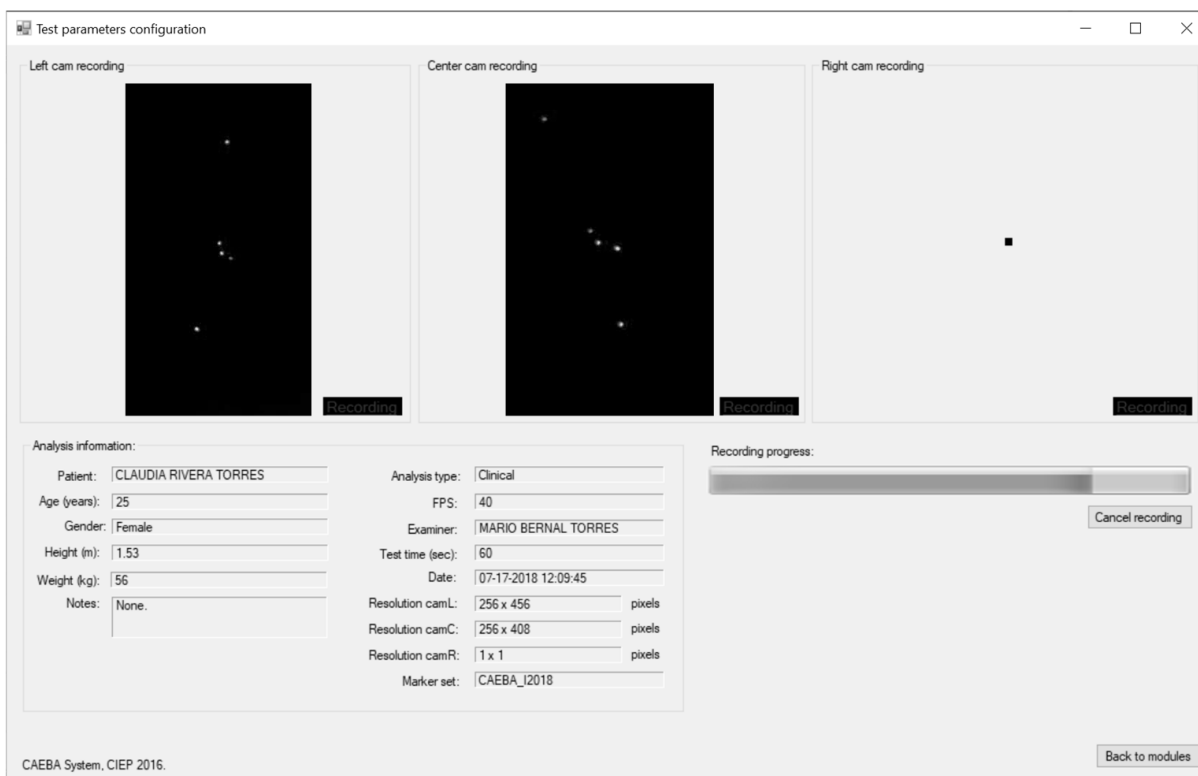 Test parameters configuration
Left cam recording
Center cam recording
Right cam recording
Recording
Recording
Recording
Analysis information:
Patient: CLAUDIA RIVERA TORRES
Age (years): 25
Gender: Female
Height (m): 1.53
Weight (kg): 56
Notes: None.
Analysis type: Clinical
FPS: 40
Examiner: MARIO BERNAL TORRES
Test time (sec): 60
Date: 07-17-2018 12:09:45
Resolution camL: 256 x 456 pixels
Resolution camC: 256 x 408 pixels
Resolution camR: 1 x 1 pixels
Marker set: CAEBA_I2018
Recording progress:
Cancel recording
Back to modules
CAEBA System, CIEP 2016.